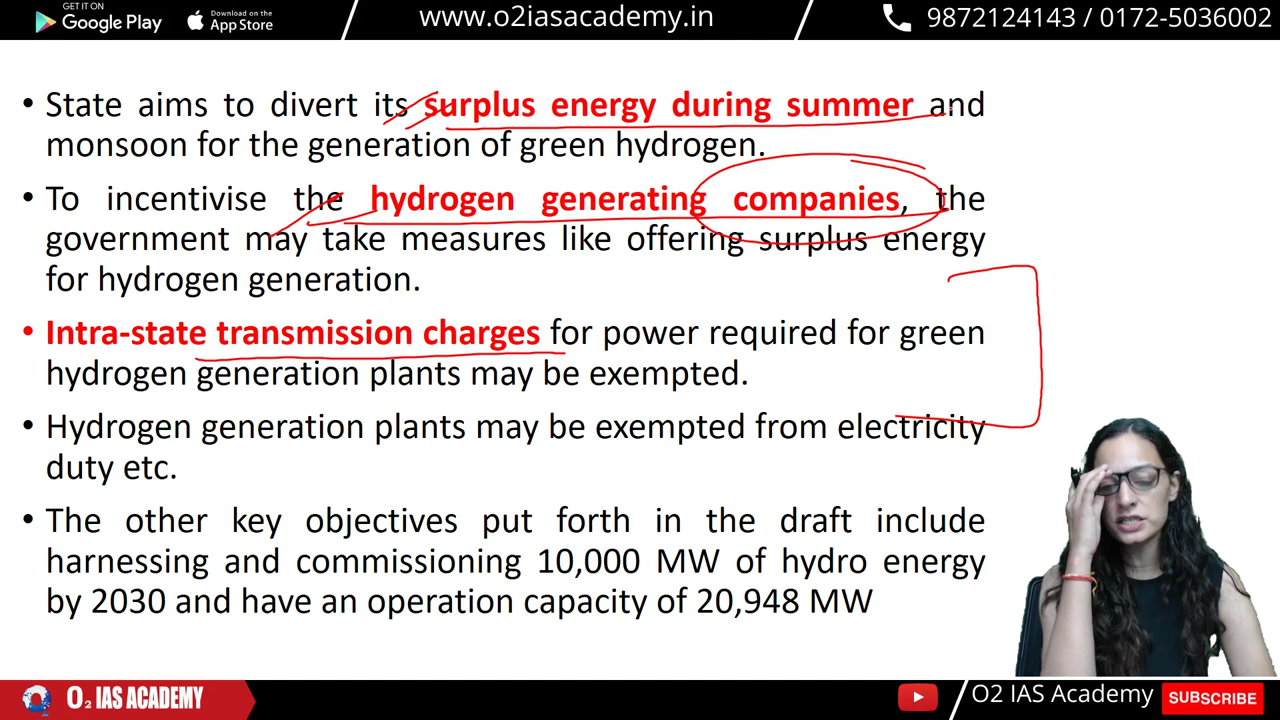 GET IT ON
Google Play
Download on the
App Store
www.o2iasacademy.in
9872124143 / 0172-5036002
• State aims to divert its surplus energy during summer and
monsoon for the generation of green hydrogen.
• To incentivise the hydrogen generating companies, the
government may take measures like offering surplus energy
for hydrogen generation.
• Intra-state transmission charges for power required for green
hydrogen generation plants may be exempted.
• Hydrogen generation plants may be exempted from electricity
duty etc.
• The other key objectives put forth in the draft include
harnessing and commissioning 10,000 MW of hydro energy
by 2030 and have an operation capacity of 20,948 MW
O₂ IAS ACADEMY
O2 IAS Academy
SUBSCRIBE